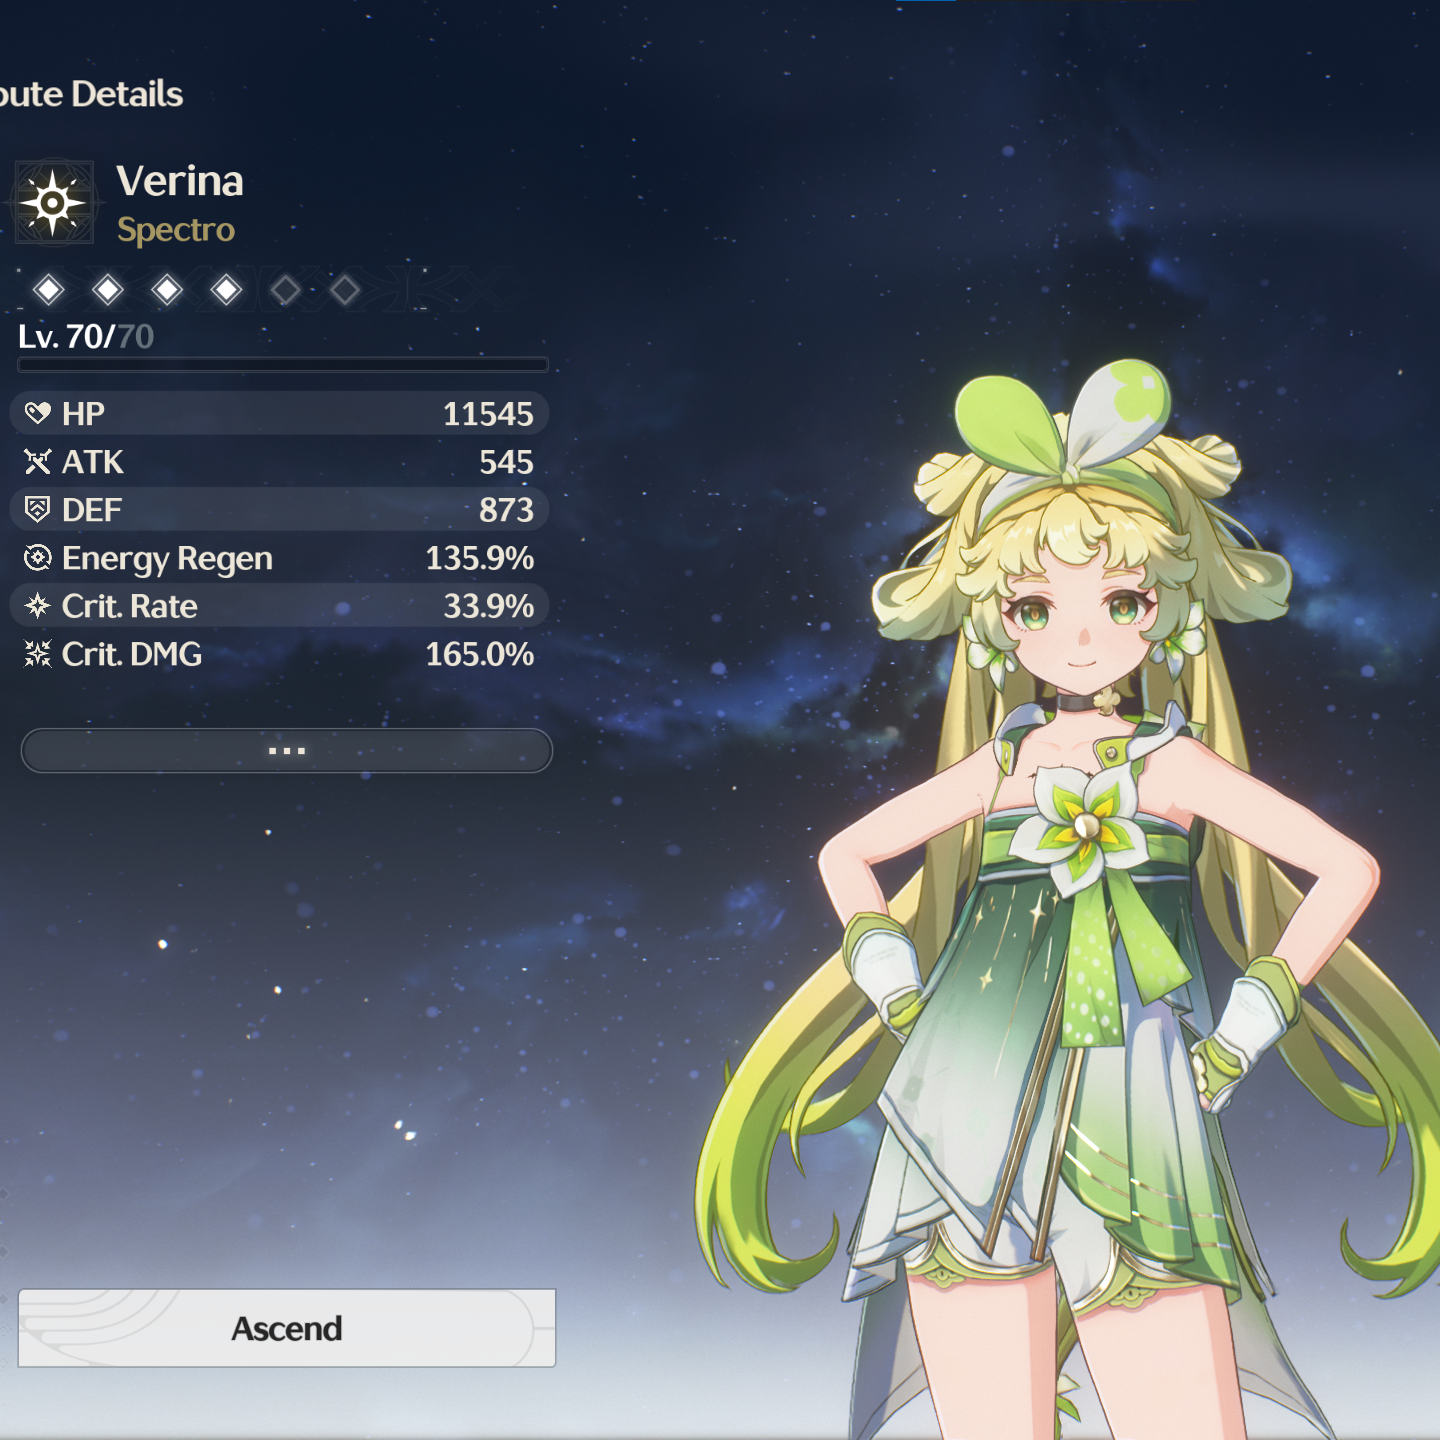 oute Details
Verina
Spectro
Lv. 70/70
HP 11545
ATK 545
DEF 873
Energy Regen 135.9%
Crit. Rate 33.9%
Crit. DMG 165.0%
...
Ascend